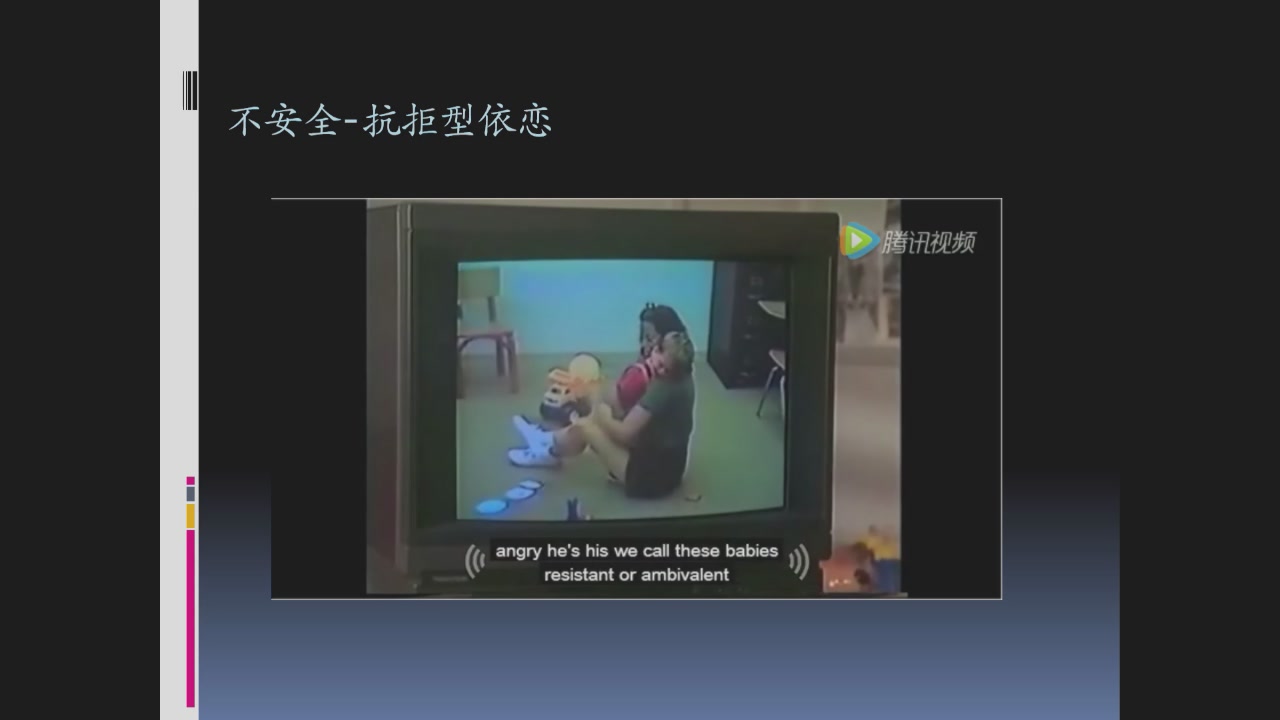 不安全-抗拒型依恋
腾讯视频
angry he's his we call these babies
resistant or ambivalent